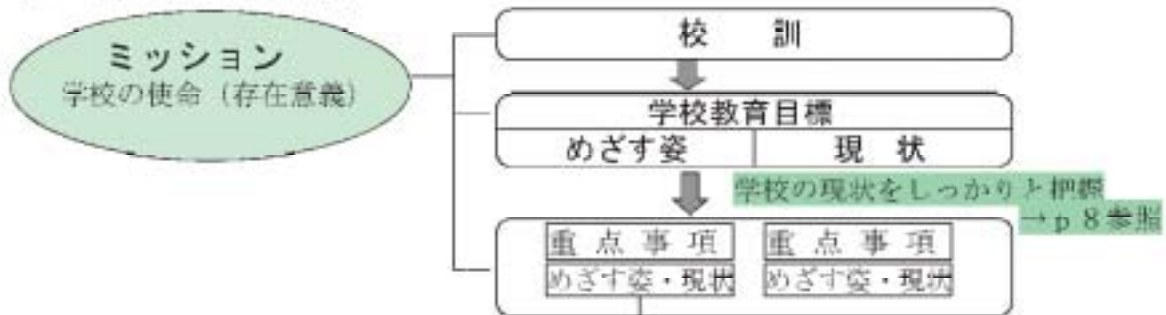 ミッション
学校の使命（存在意義）
校　訓
学校教育目標
めざす姿　現　状
学校の現状をしっかりと把握
→ｐ８参照
重点事項　重点事項
めざす姿・現状　めざす姿・現状